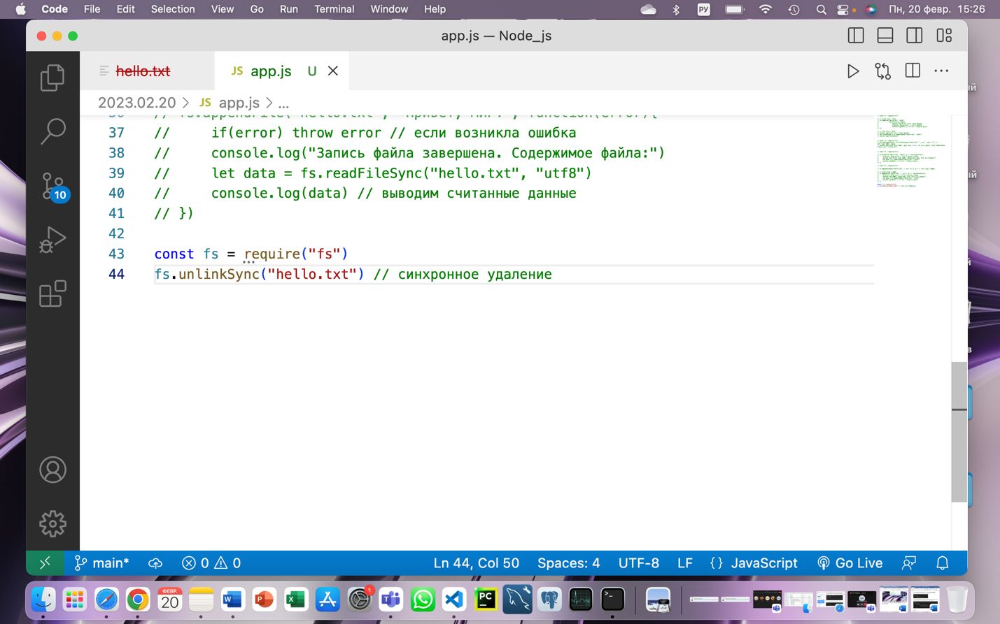 Code File Edit Selection View Go Run Terminal Window Help РУ Пн, 20 февр. 15:26
app.js — Node_js
hello.txt JS app.js U
2023.02.20 > JS app.js > ...
37 // if(error) throw error // если возникла ошибка
38 // console.log("Запись файла завершена. Содержимое файла:")
39 // let data = fs.readFileSync("hello.txt", "utf8")
40 // console.log(data) // выводим считанные данные
41 // })
42
43 const fs = require("fs")
44 fs.unlinkSync("hello.txt") // синхронное удаление
10
main* 0 0 Ln 44, Col 50 Spaces: 4 UTF-8 LF {} JavaScript Go Live
ФЕВР.
20
1
PC